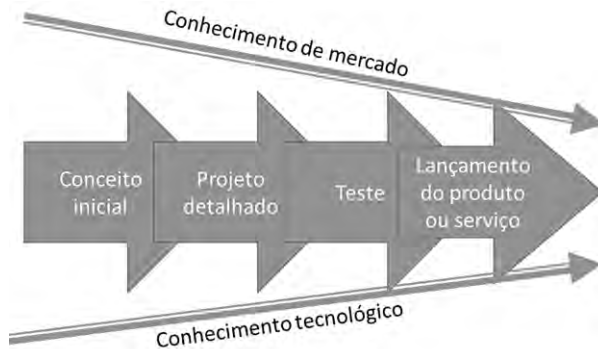 Conhecimento de mercado
Conceito
inicial
Projeto
detalhado
Teste
Lançamento
do produto
ou serviço
Conhecimento tecnológico